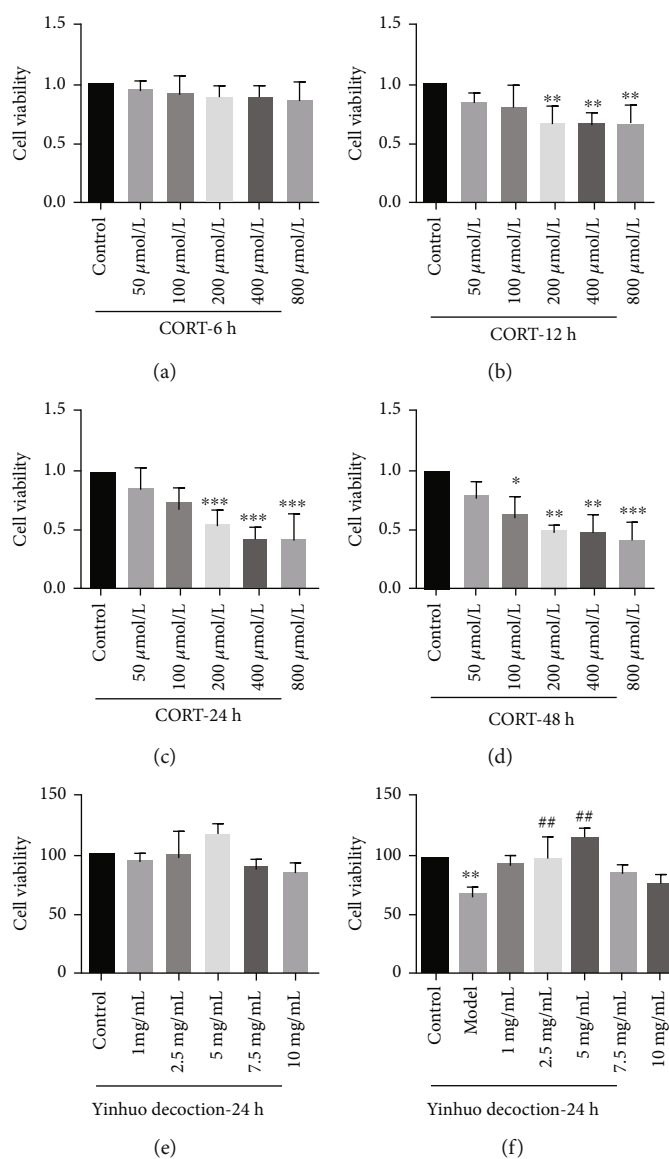 1.5
1.0
0.5
0.0
Cell viability
Control
50 µmol/L
100 µmol/L
200 µmol/L
400 µmol/L
800 µmol/L
CORT-6 h
(a)
1.5
1.0
0.5
0.0
Cell viability
**
**
**
Control
50 µmol/L
100 µmol/L
200 µmol/L
400 µmol/L
800 µmol/L
CORT-12 h
(b)
1.5
1.0
0.5
0.0
Cell viability
***
***
***
Control
50 µmol/L
100 µmol/L
200 µmol/L
400 µmol/L
800 µmol/L
CORT-24 h
(c)
1.5
1.0
0.5
0.0
Cell viability
*
**
**
***
Control
50 µmol/L
100 µmol/L
200 µmol/L
400 µmol/L
800 µmol/L
CORT-48 h
(d)
150
100
50
0
Cell viability
Control
1mg/mL
2.5 mg/mL
5 mg/mL
7.5 mg/mL
10 mg/mL
Yinhuo decoction-24 h
(e)
150
100
50
0
Cell viability
**
##
##
Control
Model
1 mg/mL
2.5 mg/mL
5 mg/mL
7.5 mg/mL
10 mg/mL
Yinhuo decoction-24 h
(f)